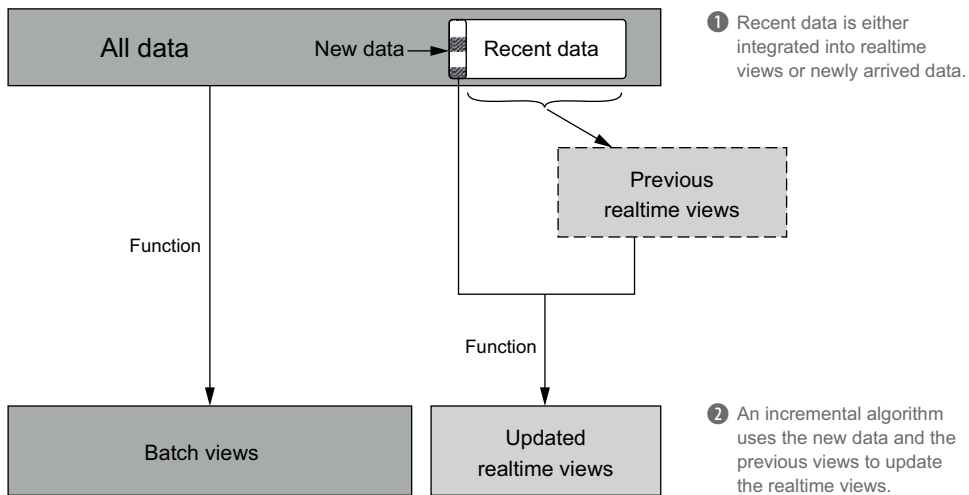 All data
New data
Recent data
❶ Recent data is either
integrated into realtime
views or newly arrived data.
Previous
realtime views
Function
Function
Batch views
Updated
realtime views
❷ An incremental algorithm
uses the new data and the
previous views to update
the realtime views.